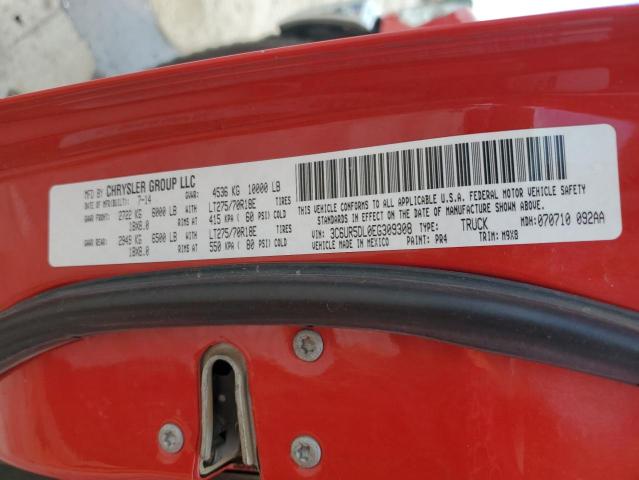 MFD BY CHRYSLER GROUP LLC
DATE OF MFR(BUILT): 7-14 GVWR: 4536 KG 10000 LB
GAWR FRONT: 2722 KG 6000 LB LT275/70R18E TIRES
18X8.0 RIMS AT 415 KPA ( 60 PSI) COLD
GAWR REAR: 2948 KG 6500 LB LT275/70R18E TIRES
18X8.0 RIMS AT 550 KPA ( 80 PSI) COLD
THIS VEHICLE CONFORMS TO ALL APPLICABLE U.S.A. FEDERAL MOTOR VEHICLE SAFETY
STANDARDS IN EFFECT ON THE DATE OF MANUFACTURE SHOWN ABOVE.
VIN: 3C6UR5DL0EG309308 TYPE: TRUCK MDH: 070710 092AA
VEHICLE MADE IN MEXICO PAINT: PR4 TRIM: M9X8